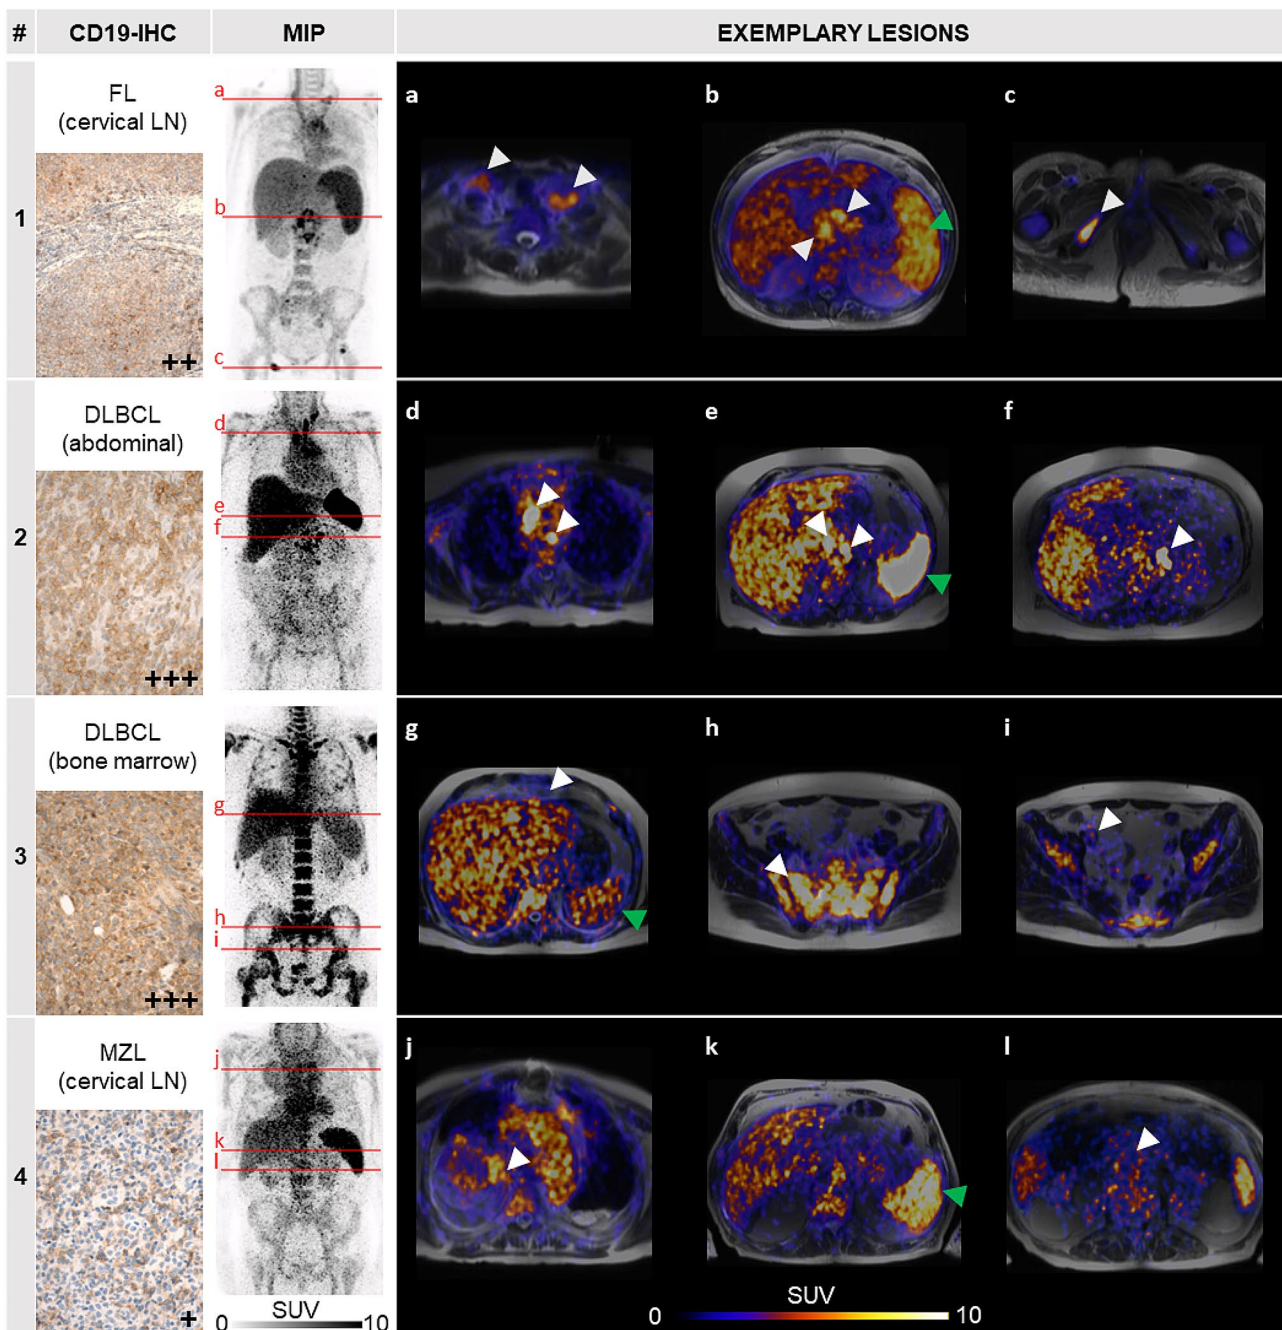 # CD19-IHC MIP EXEMPLARY LESIONS
1
FL
(cervical LN)
++
a
b
c
a
b
c
2
DLBCL
(abdominal)
+++
d
e
f
d
e
f
3
DLBCL
(bone marrow)
+++
g
h
i
g
h
i
4
MZL
(cervical LN)
+
j
k
l
j
k
l
0 SUV 10
0 SUV 10